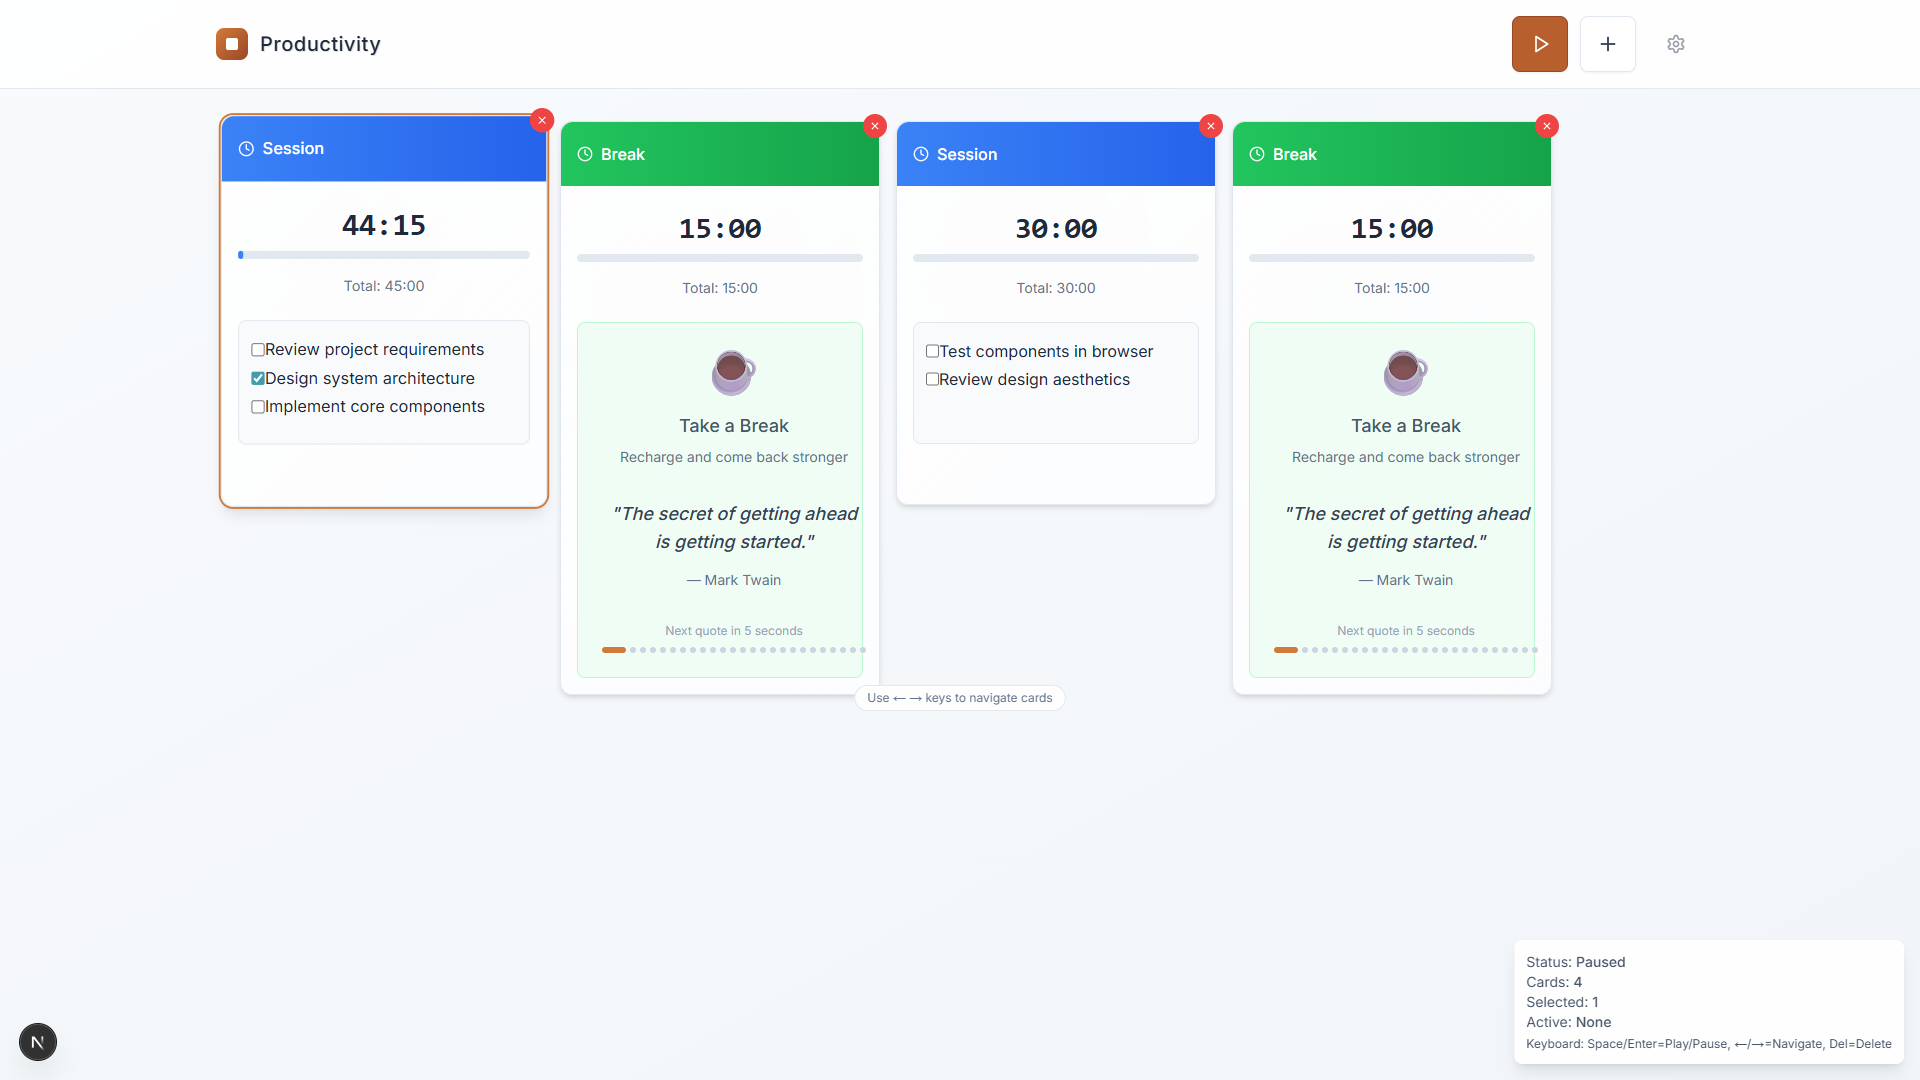 Productivity
Session
44:15
Total: 45:00
Review project requirements
Design system architecture
Implement core components
Break
15:00
Total: 15:00
Take a Break
Recharge and come back stronger
"The secret of getting ahead
is getting started."
— Mark Twain
Next quote in 5 seconds
Session
30:00
Total: 30:00
Test components in browser
Review design aesthetics
Break
15:00
Total: 15:00
Take a Break
Recharge and come back stronger
"The secret of getting ahead
is getting started."
— Mark Twain
Next quote in 5 seconds
Use ←→ keys to navigate cards
Status: Paused
Cards: 4
Selected: 1
Active: None
Keyboard: Space/Enter=Play/Pause, ←/→=Navigate, Del=Delete
N